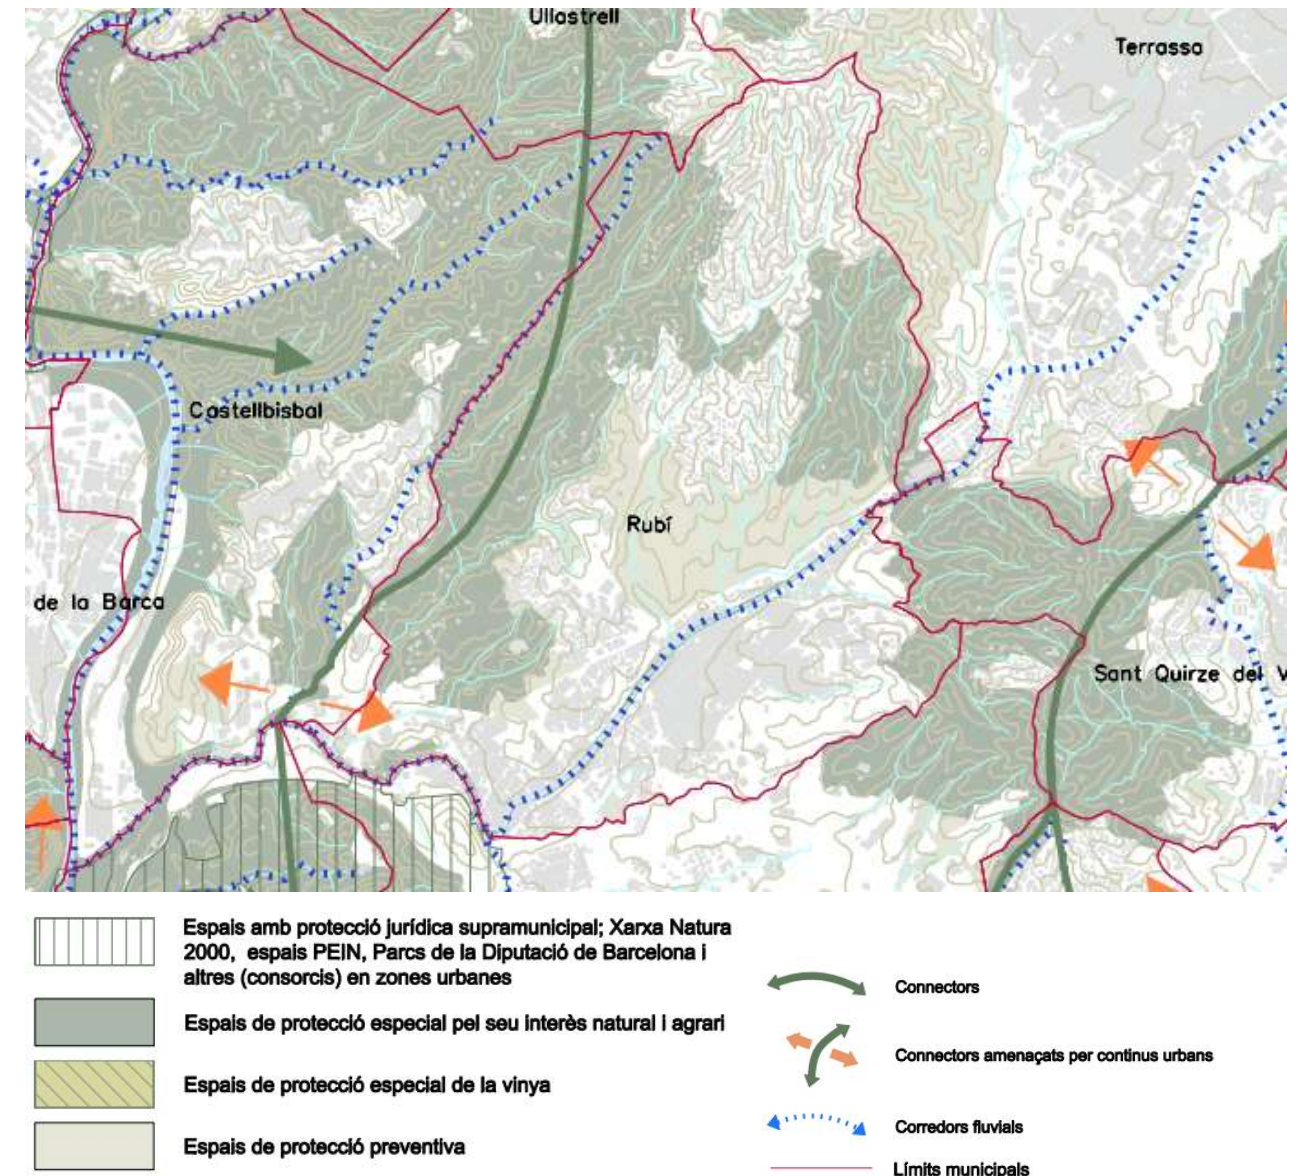 Ullastrell
Terrassa
Castellbisbal
Rubí
de la Barca
Sant Quirze del V
Espais amb protecció jurídica supramunicipal; Xarxa Natura
2000, espais PEIN, Parcs de la Diputació de Barcelona i
altres (consorcis) en zones urbanes
Espais de protecció especial pel seu interès natural i agrari
Espais de protecció especial de la vinya
Espais de protecció preventiva
Connectors
Connectors amenaçats per continus urbans
Corredors fluvials
Límits municipals